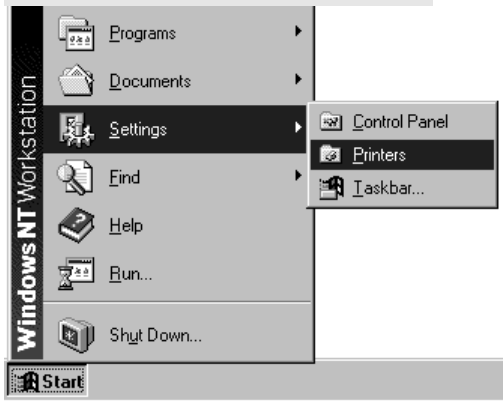 Windows NT Workstation
Programs
Documents
Settings
Find
Help
Run...
Shut Down...
Control Panel
Printers
Taskbar...
Start